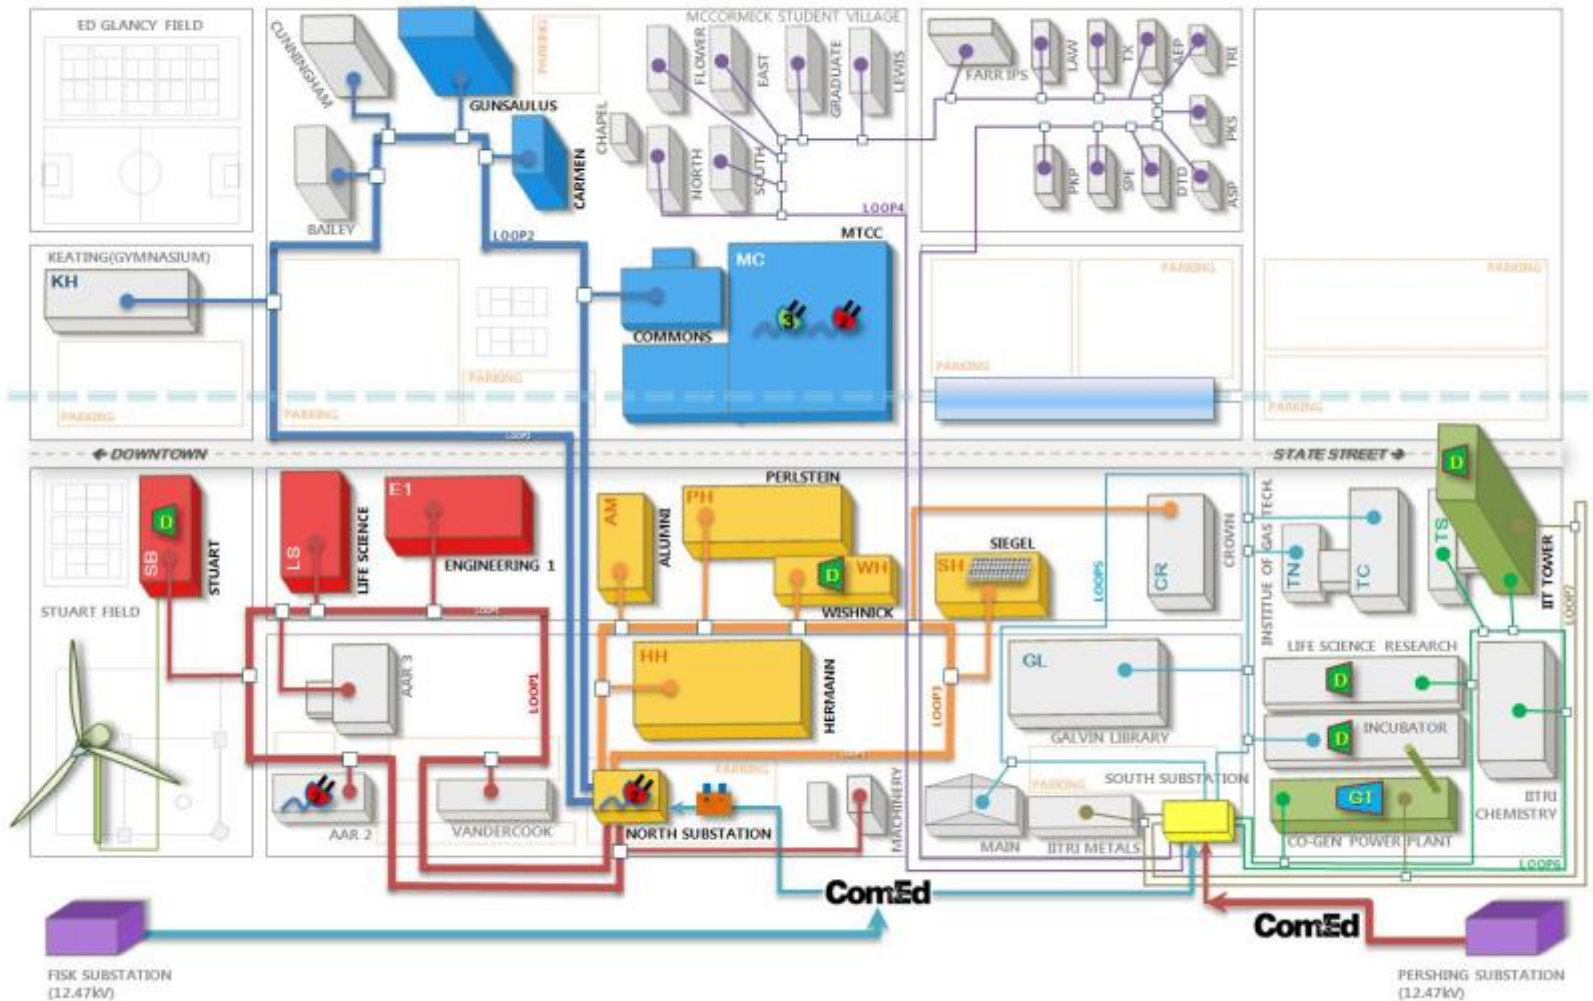 ED GLANCY FIELD
CUNNINGHAM
PARKING
GUNSAULUS
CARMEN
BAILEY
MCCORMICK STUDENT VILLAGE
FLOWER
EAST
GRADUATE
LEWIS
CHAPEL
NORTH
SOUTH
LOOP4
FARR IPS
LAW
TX
AEP
TRI
PKS
PKP
SPE
DTD
ASP
KEATING(GYMNASIUM)
KH
PARKING
LOOP2
PARKING
PARKING
COMMONS
MTCC
MC
3
PARKING
PARKING
PARKING
PARKING
DOWNTOWN
STATE STREET
D
SB
STUART
STUART FIELD
LS
LIFE SCIENCE
E1
ENGINEERING 1
AAR 3
LOOP1
AAR 2
VANDERCOOK
AM
ALUMNI
PERLSTEIN
PH
D
WH
WISHNICK
HH
HERMANN
LOOP3
PARKING
NORTH SUBSTATION
MACHINERY
SIEGEL
SH
CR
CROWN
LOOP5
GL
GALVIN LIBRARY
PARKING
MAIN
IITRI METALS
SOUTH SUBSTATION
INSTITUE OF GAS TECH.
TN
TC
TS
D
IIT TOWER
LOOP7
LIFE SCIENCE RESEARCH
D
INCUBATOR
D
GT
CO-GEN POWER PLANT
IITRI
CHEMISTRY
LOOP6
ComEd
ComEd
FISK SUBSTATION
(12.47kV)
PERSHING SUBSTATION
(12.47kV)